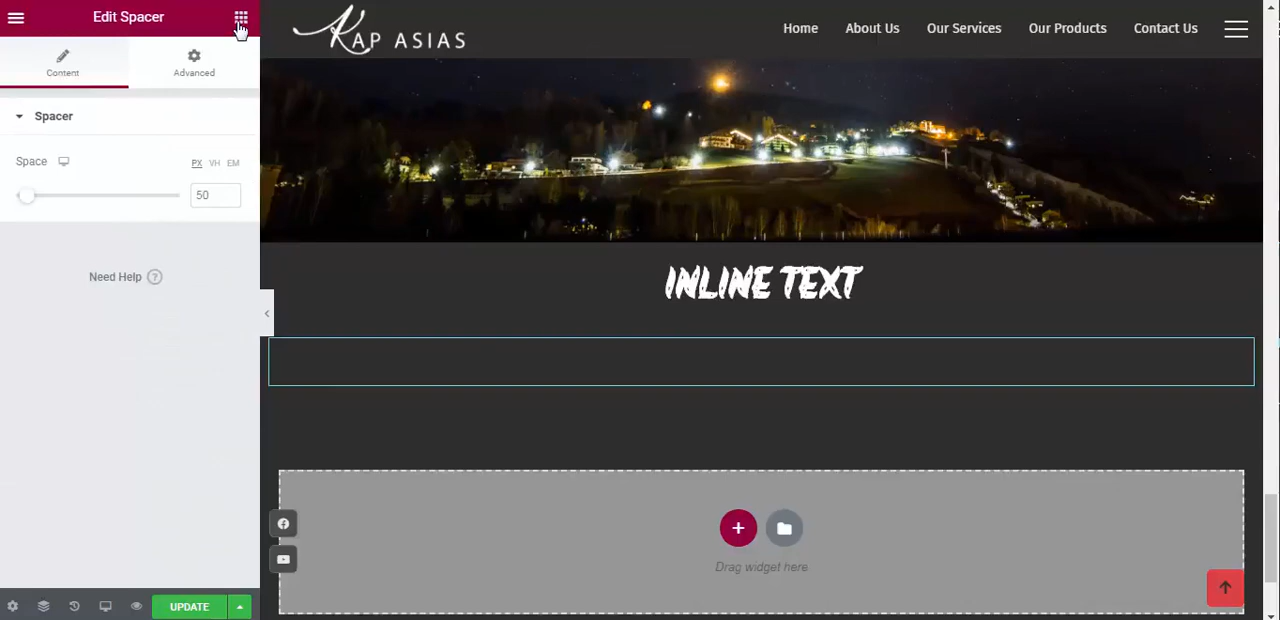 Edit Spacer
Content
Advanced
Spacer
Space
PX VH EM
50
Need Help ?
UPDATE
KAP ASIAS
Home
About Us
Our Services
Our Products
Contact Us
INLINE TEXT
Drag widget here